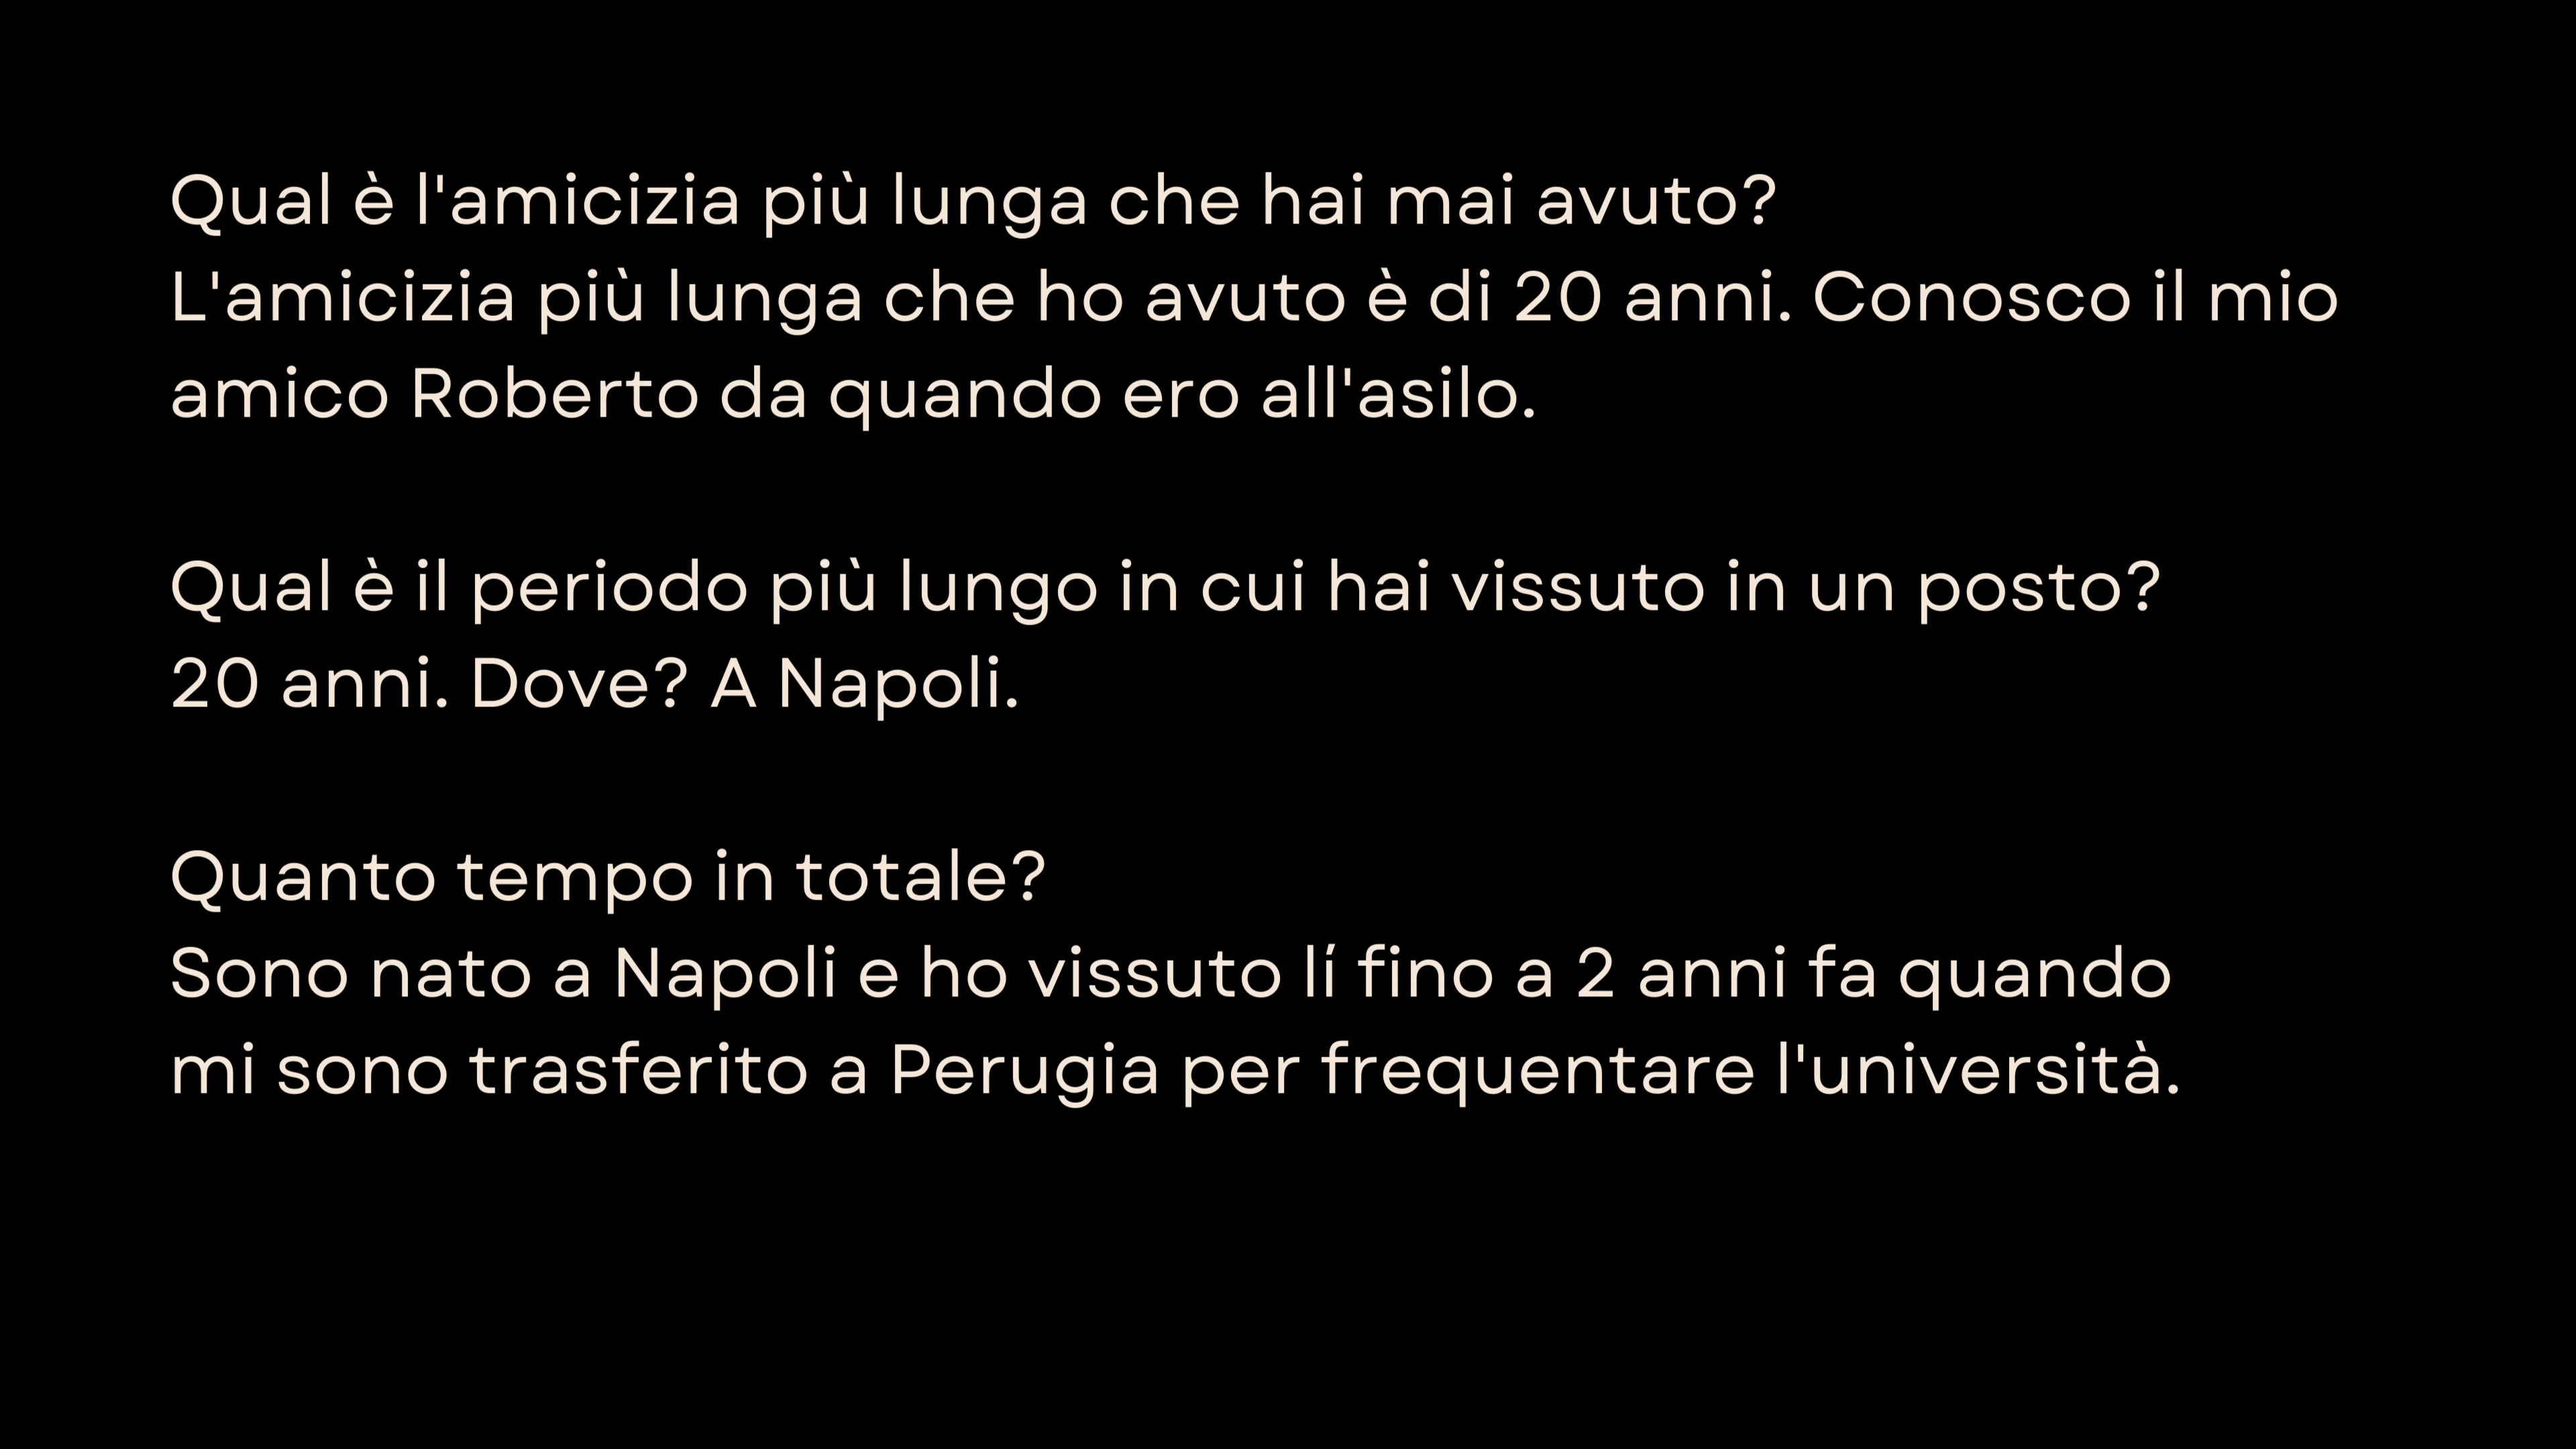 Qual è l'amicizia più lunga che hai mai avuto?
L'amicizia più lunga che ho avuto è di 20 anni. Conosco il mio
amico Roberto da quando ero all'asilo.
Qual è il periodo più lungo in cui hai vissuto in un posto?
20 anni. Dove? A Napoli.
Quanto tempo in totale?
Sono nato a Napoli e ho vissuto lí fino a 2 anni fa quando
mi sono trasferito a Perugia per frequentare l'università.